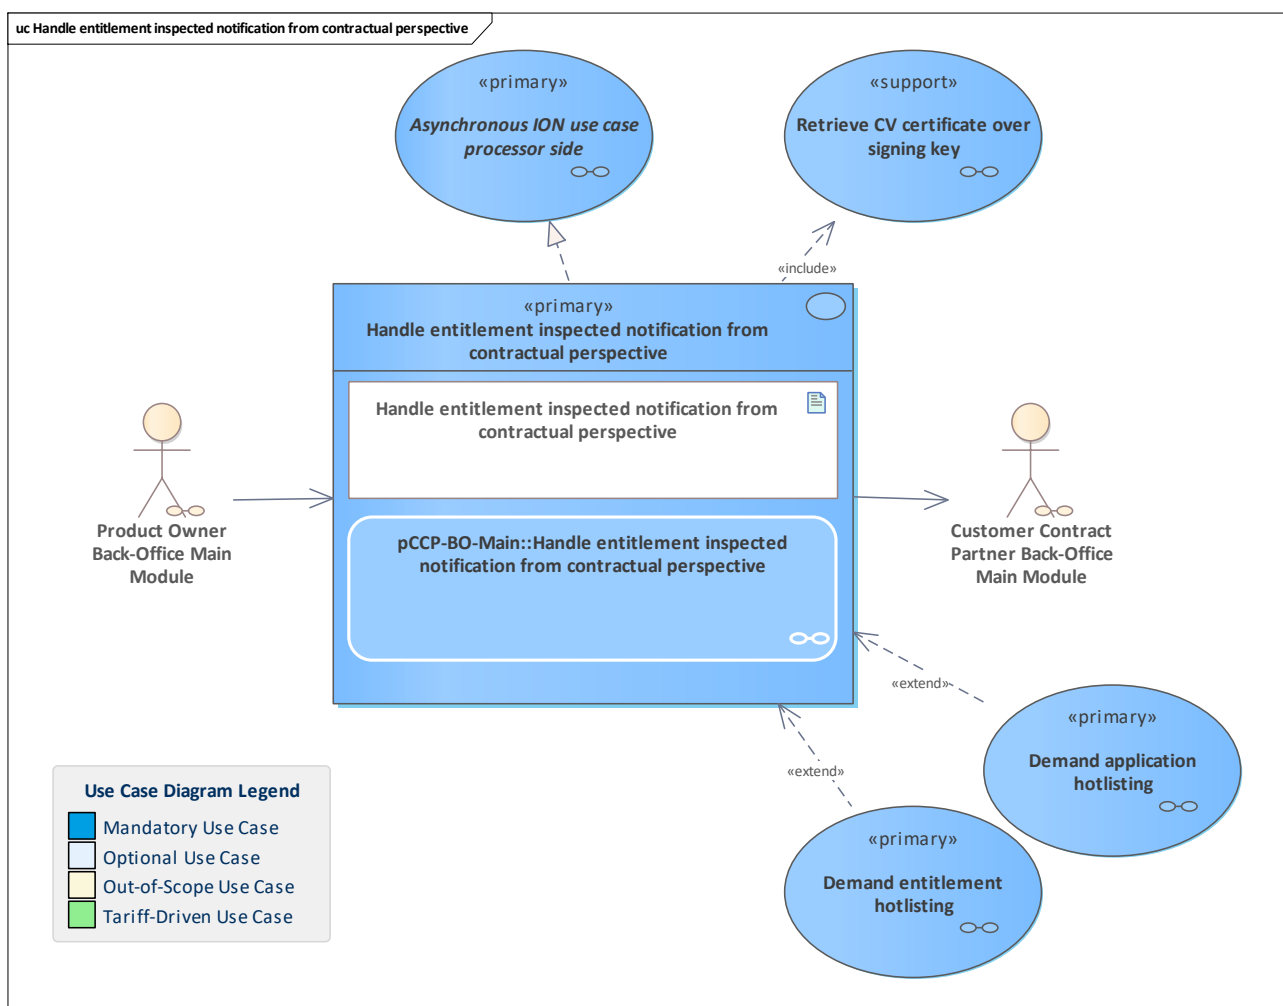 uc Handle entitlement inspected notification from contractual perspective
«primary»
Asynchronous ION use case
processor side
«support»
Retrieve CV certificate over
signing key
«include»
«primary»
Handle entitlement inspected notification from
contractual perspective
Handle entitlement inspected notification from
contractual perspective
pCCP-BO-Main::Handle entitlement inspected
notification from contractual perspective
Product Owner
Back-Office Main
Module
Customer Contract
Partner Back-Office
Main Module
«extend»
«primary»
Demand application
hotlisting
«extend»
«primary»
Demand entitlement
hotlisting
Use Case Diagram Legend
Mandatory Use Case
Optional Use Case
Out-of-Scope Use Case
Tariff-Driven Use Case